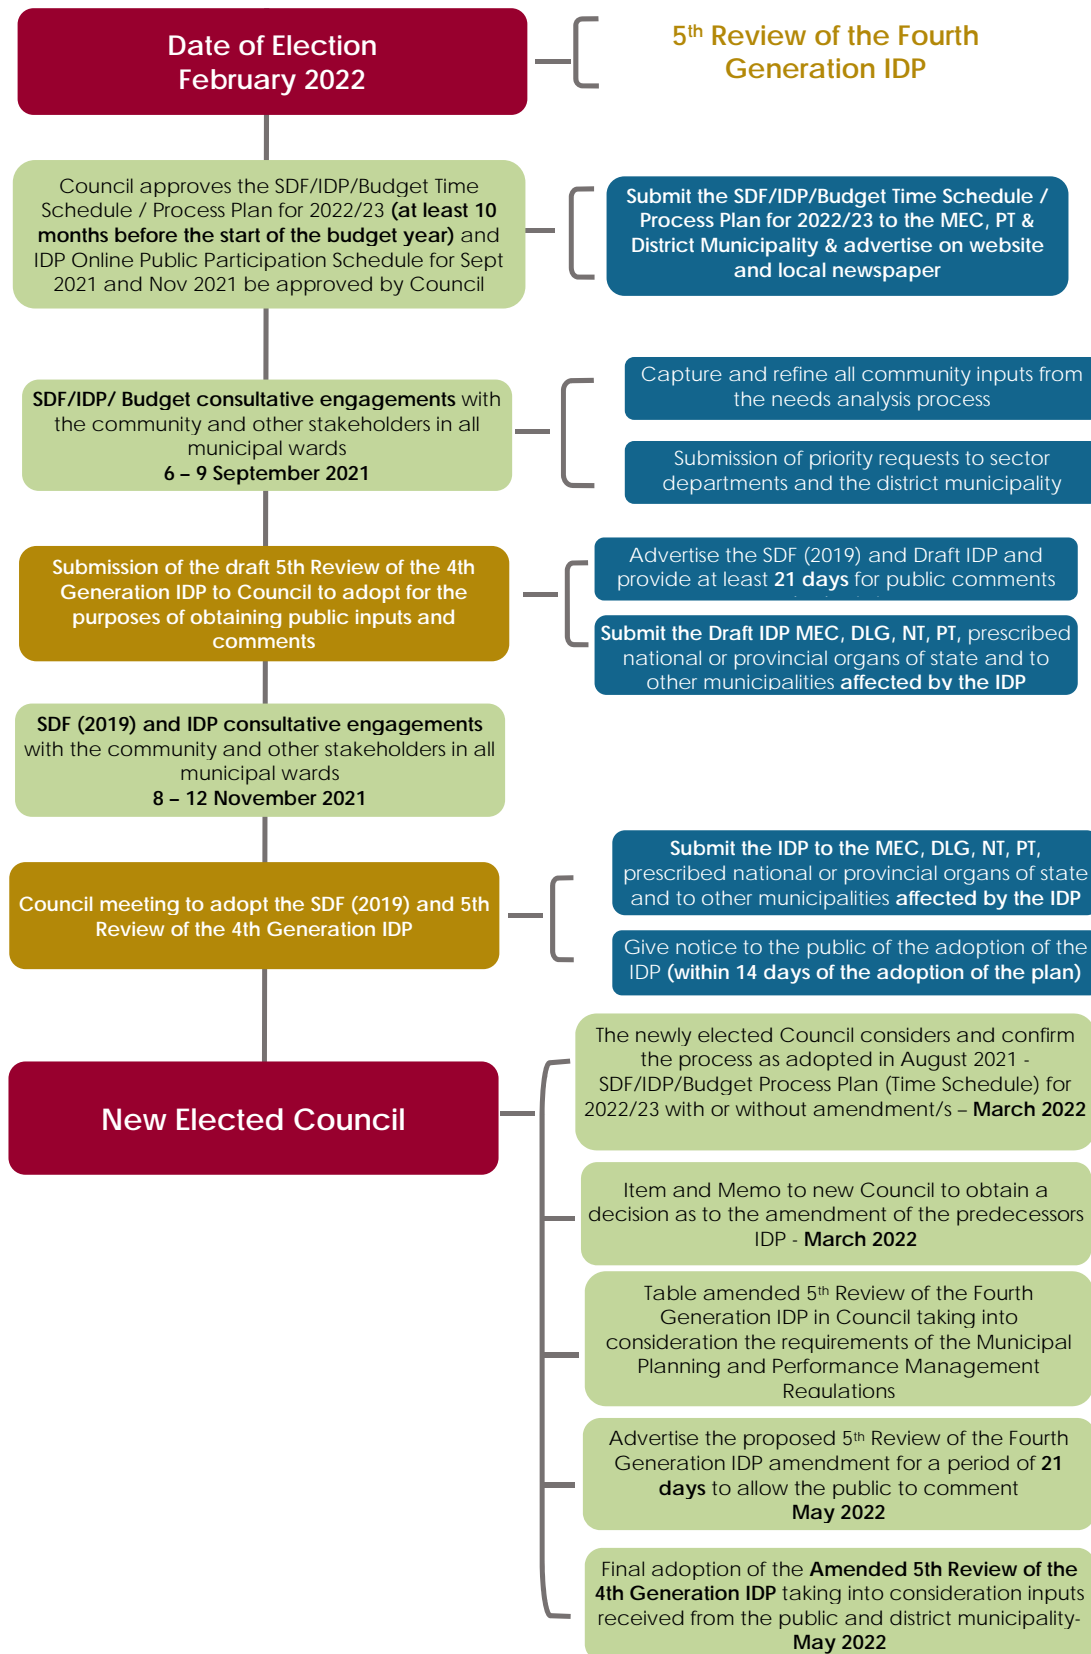 Date of Election
February 2022
5th Review of the Fourth
Generation IDP
Council approves the SDF/IDP/Budget Time
Schedule / Process Plan for 2022/23 (at least 10
months before the start of the budget year) and
IDP Online Public Participation Schedule for Sept
2021 and Nov 2021 be approved by Council
Submit the SDF/IDP/Budget Time Schedule /
Process Plan for 2022/23 to the MEC, PT &
District Municipality & advertise on website
and local newspaper
SDF/IDP/ Budget consultative engagements with
the community and other stakeholders in all
municipal wards
6 – 9 September 2021
Capture and refine all community inputs from
the needs analysis process
Submission of priority requests to sector
departments and the district municipality
Submission of the draft 5th Review of the 4th
Generation IDP to Council to adopt for the
purposes of obtaining public inputs and
comments
Advertise the SDF (2019) and Draft IDP and
provide at least 21 days for public comments
Submit the Draft IDP MEC, DLG, NT, PT, prescribed
national or provincial organs of state and to
other municipalities affected by the IDP
SDF (2019) and IDP consultative engagements
with the community and other stakeholders in all
municipal wards
8 – 12 November 2021
Council meeting to adopt the SDF (2019) and 5th
Review of the 4th Generation IDP
Submit the IDP to the MEC, DLG, NT, PT,
prescribed national or provincial organs of state
and to other municipalities affected by the IDP
Give notice to the public of the adoption of the
IDP (within 14 days of the adoption of the plan)
New Elected Council
The newly elected Council considers and confirm
the process as adopted in August 2021 -
SDF/IDP/Budget Process Plan (Time Schedule) for
2022/23 with or without amendment/s – March 2022
Item and Memo to new Council to obtain a
decision as to the amendment of the predecessors
IDP - March 2022
Table amended 5th Review of the Fourth
Generation IDP in Council taking into
consideration the requirements of the Municipal
Planning and Performance Management
Regulations
Advertise the proposed 5th Review of the Fourth
Generation IDP amendment for a period of 21
days to allow the public to comment
May 2022
Final adoption of the Amended 5th Review of the
4th Generation IDP taking into consideration inputs
received from the public and district municipality-
May 2022